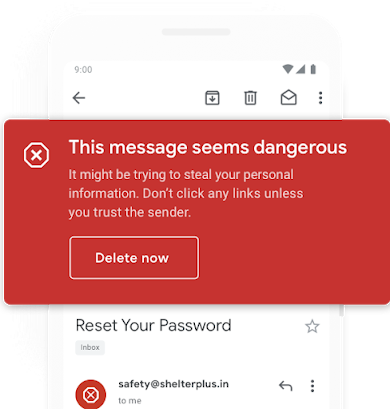 9:00
This message seems dangerous
It might be trying to steal your personal
information. Don't click any links unless
you trust the sender.
Delete now
Reset Your Password
Inbox
safety@shelterplus.in
to me